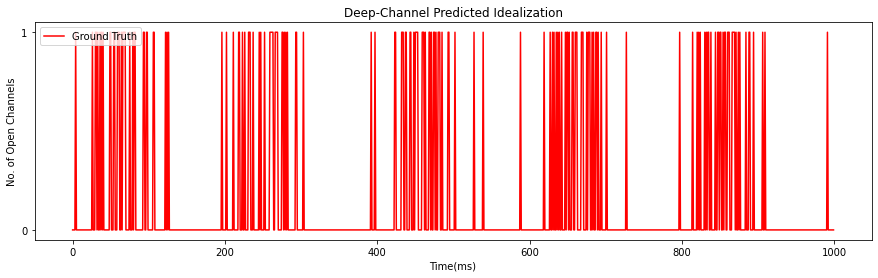 Deep-Channel Predicted Idealization
Ground Truth
No. of Open Channels
1
0
0
200
400
600
800
1000
Time(ms)